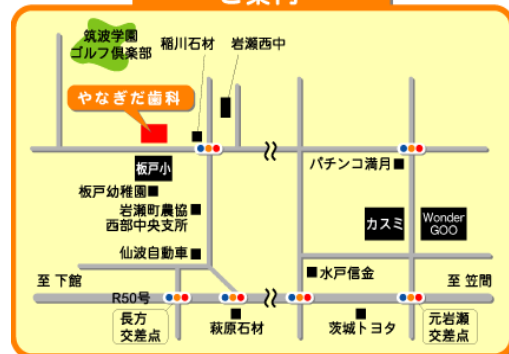 ご案内
筑波学園
ゴルフ倶楽部
稲川石材
岩瀬西中
やなぎだ歯科
板戸小
板戸幼稚園
パチンコ満月
岩瀬町農協
西部中央支所
カスミ
Wonder
GOO
仙波自動車
水戸信金
至 下館
至 笠間
R50号
長方
交差点
萩原石材
茨城トヨタ
元岩瀬
交差点